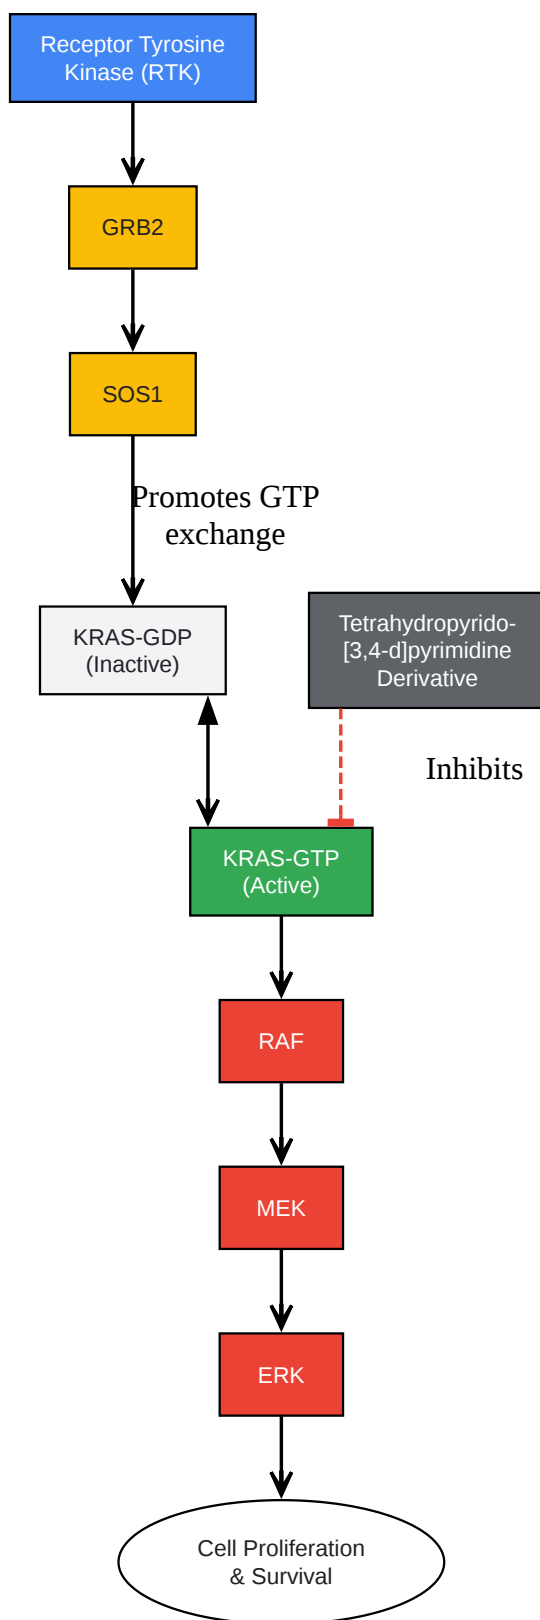 Receptor Tyrosine
Kinase (RTK)
GRB2
SOS1
Promotes GTP
exchange
KRAS-GDP
(Inactive)
Tetrahydropyrido-
[3,4-d]pyrimidine
Derivative
Inhibits
KRAS-GTP
(Active)
RAF
MEK
ERK
Cell Proliferation
& Survival